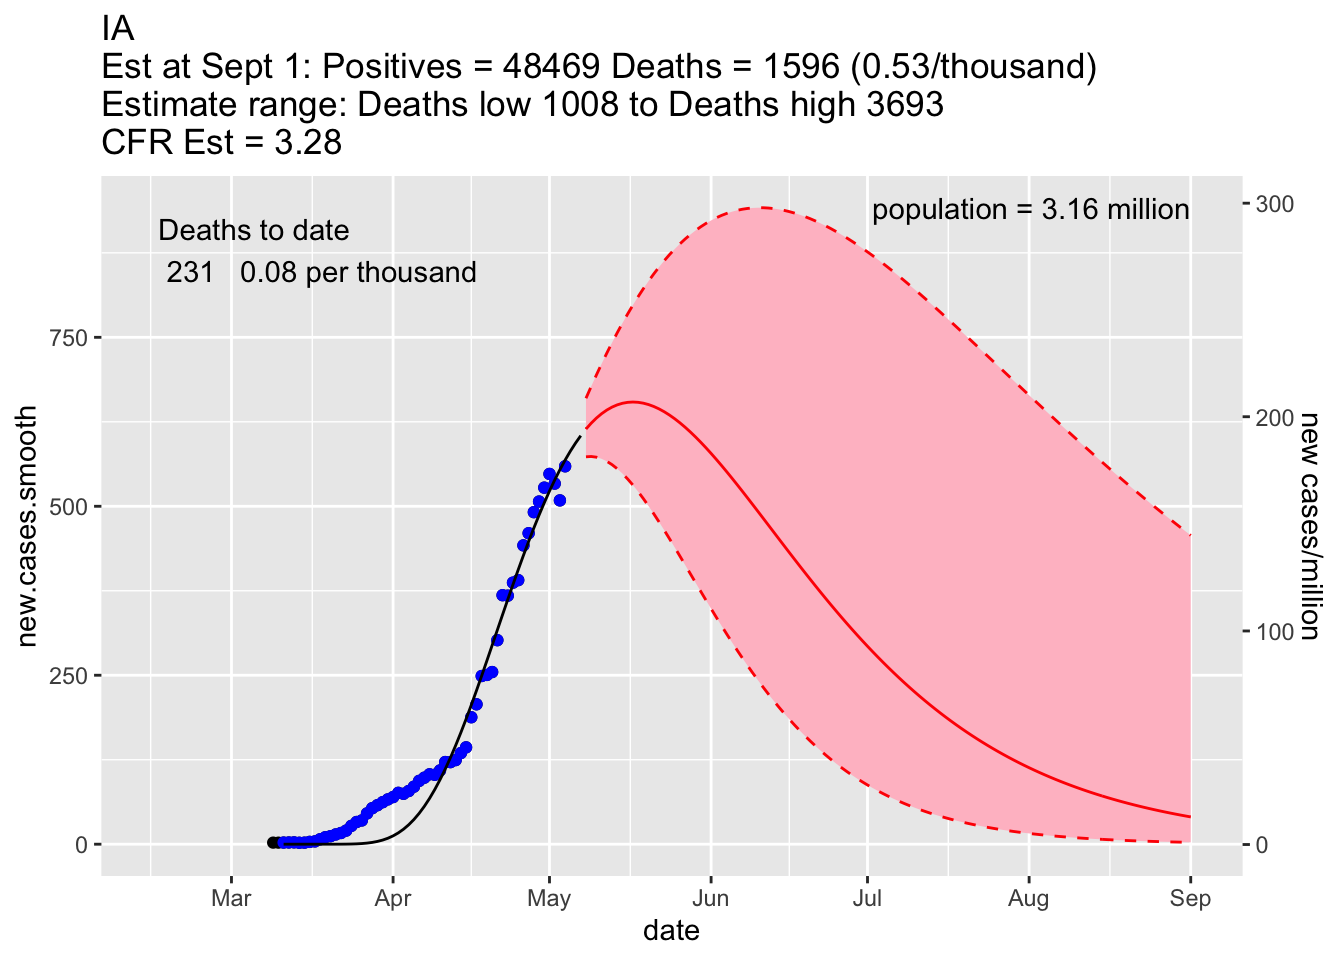 IA
Est at Sept 1: Positives = 48469 Deaths = 1596 (0.53/thousand)
Estimate range: Deaths low 1008 to Deaths high 3693
CFR Est = 3.28
Deaths to date
231 0.08 per thousand
population = 3.16 million
new.cases.smooth
750
500
250
0
300
200
100
0
new cases/million
Mar Apr May Jun Jul Aug Sep
date